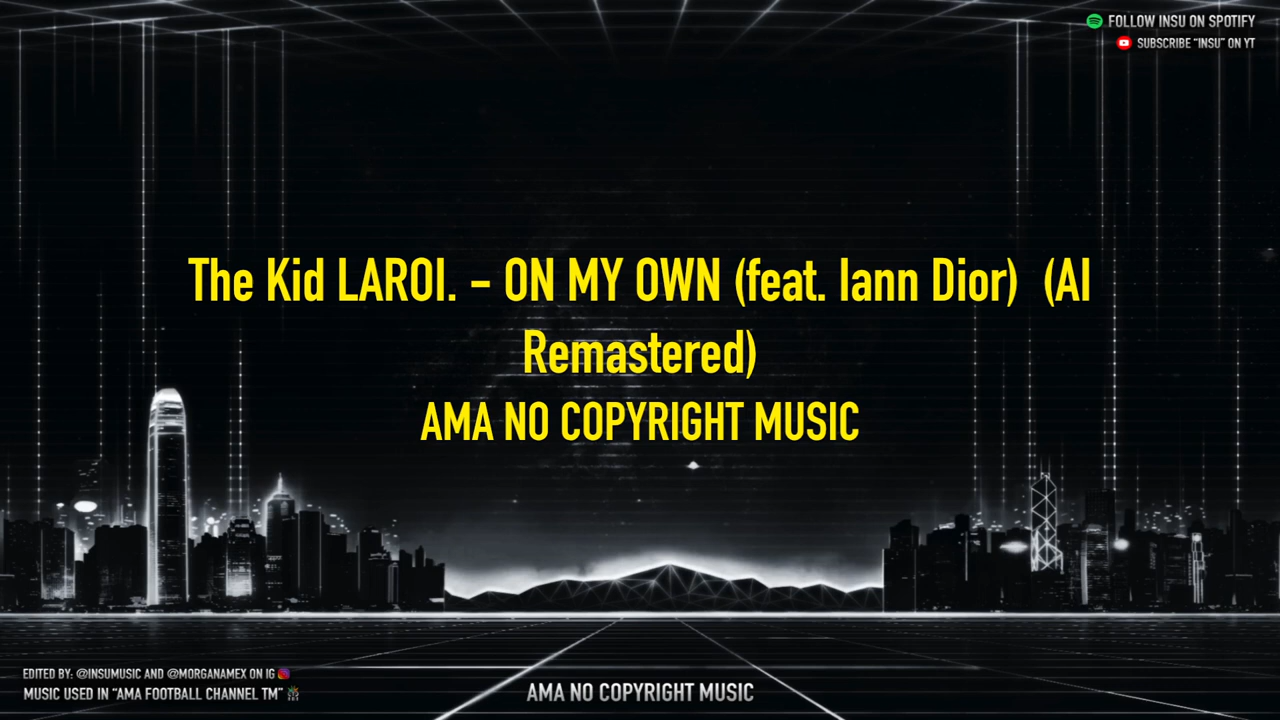 FOLLOW INSU ON SPOTIFY
SUBSCRIBE “INSU” ON YT
The Kid LAROI. - ON MY OWN (feat. Iann Dior)  (AI
Remastered)
AMA NO COPYRIGHT MUSIC
EDITED BY: @INSUMUSIC AND @MORGANAMEX ON IG
MUSIC USED IN “AMA FOOTBALL CHANNEL TM”
AMA NO COPYRIGHT MUSIC